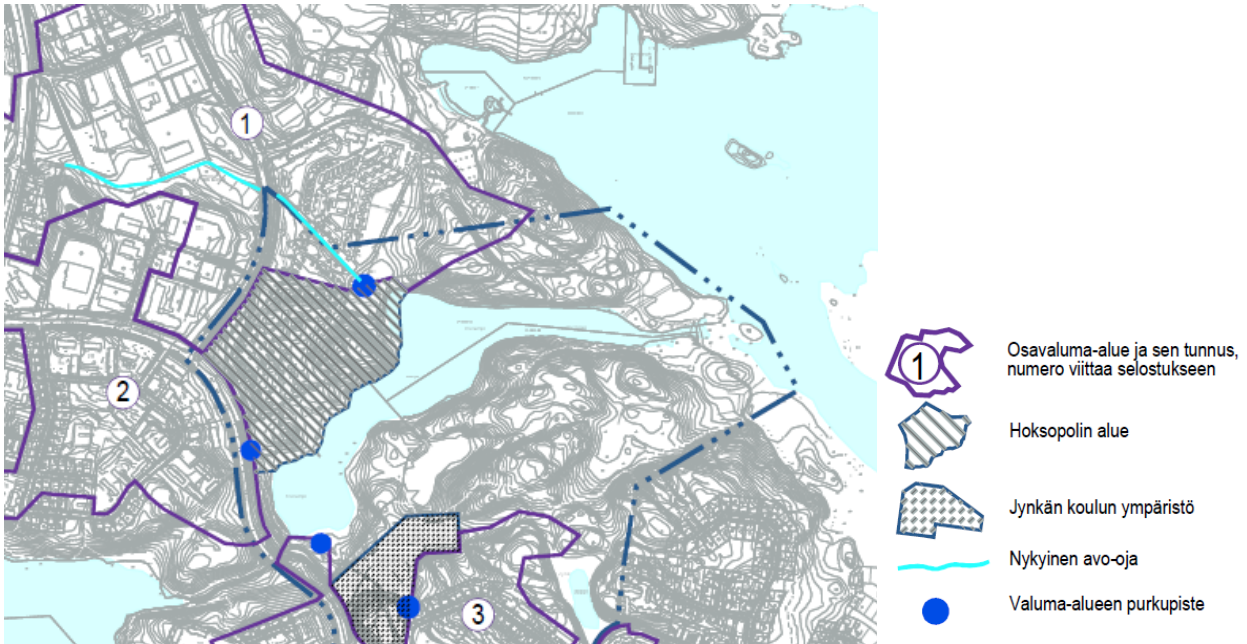 1
2
3
1
Osavaluma-alue ja sen tunnus,
numero viittaa selostukseen
Hoksopolin alue
Jynkän koulun ympäristö
Nykyinen avo-oja
Valuma-alueen purkupiste